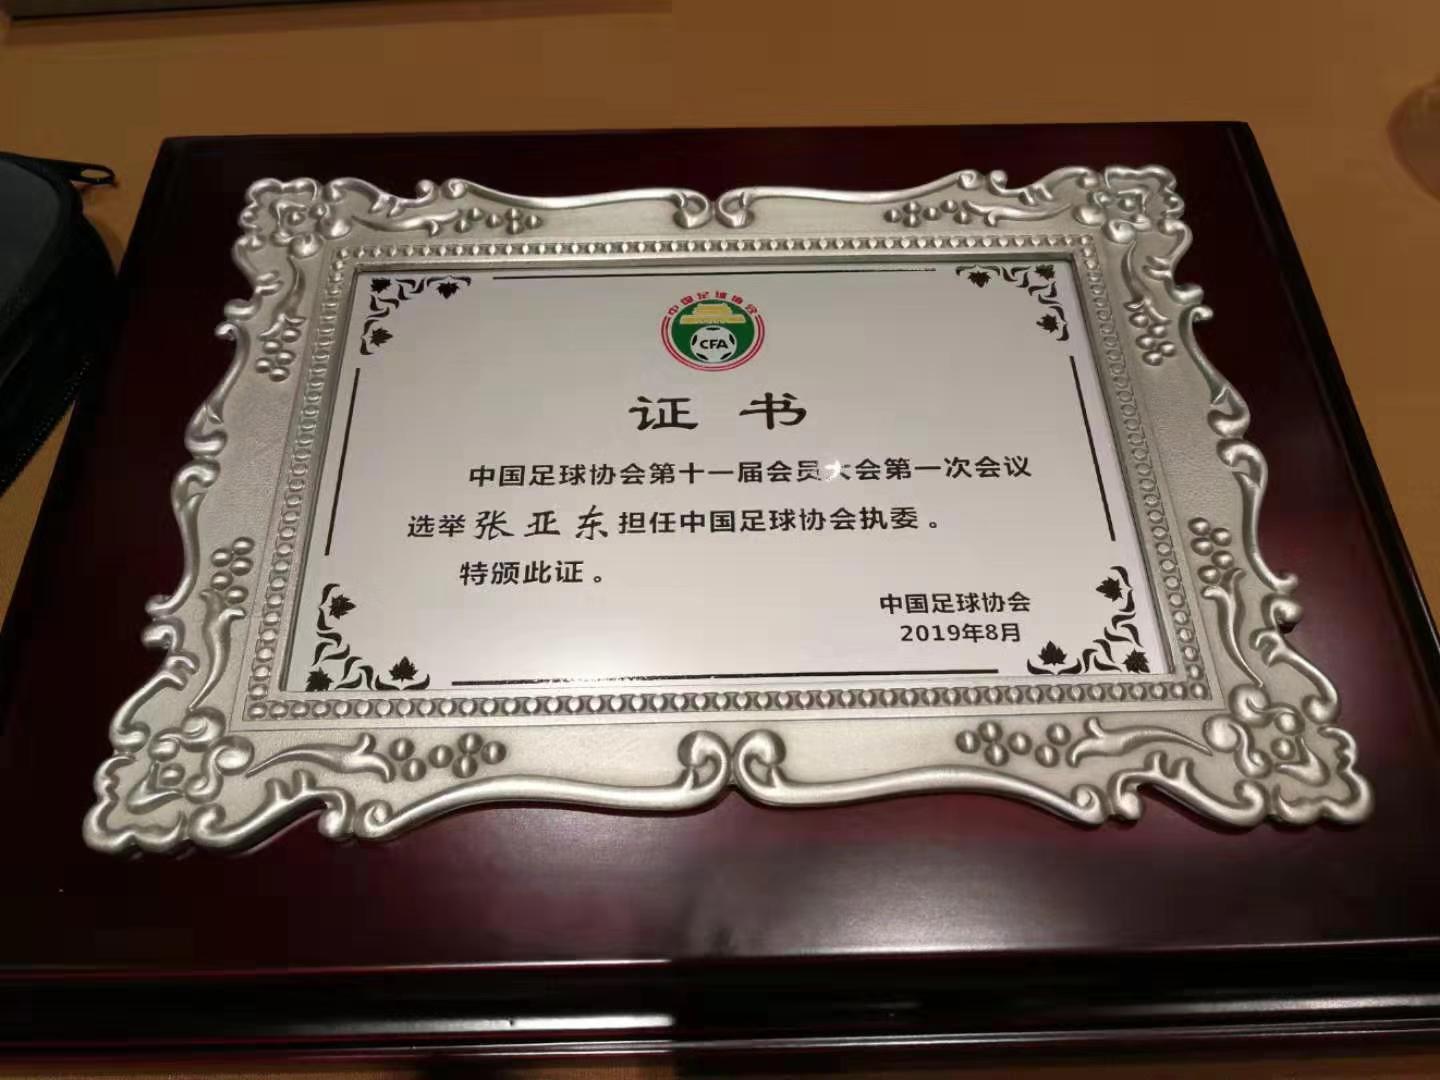 中国足球协会
CFA
证书
中国足球协会第十一届会员大会第一次会议
选举张亚东担任中国足球协会执委。
特颁此证。
中国足球协会
2019年8月